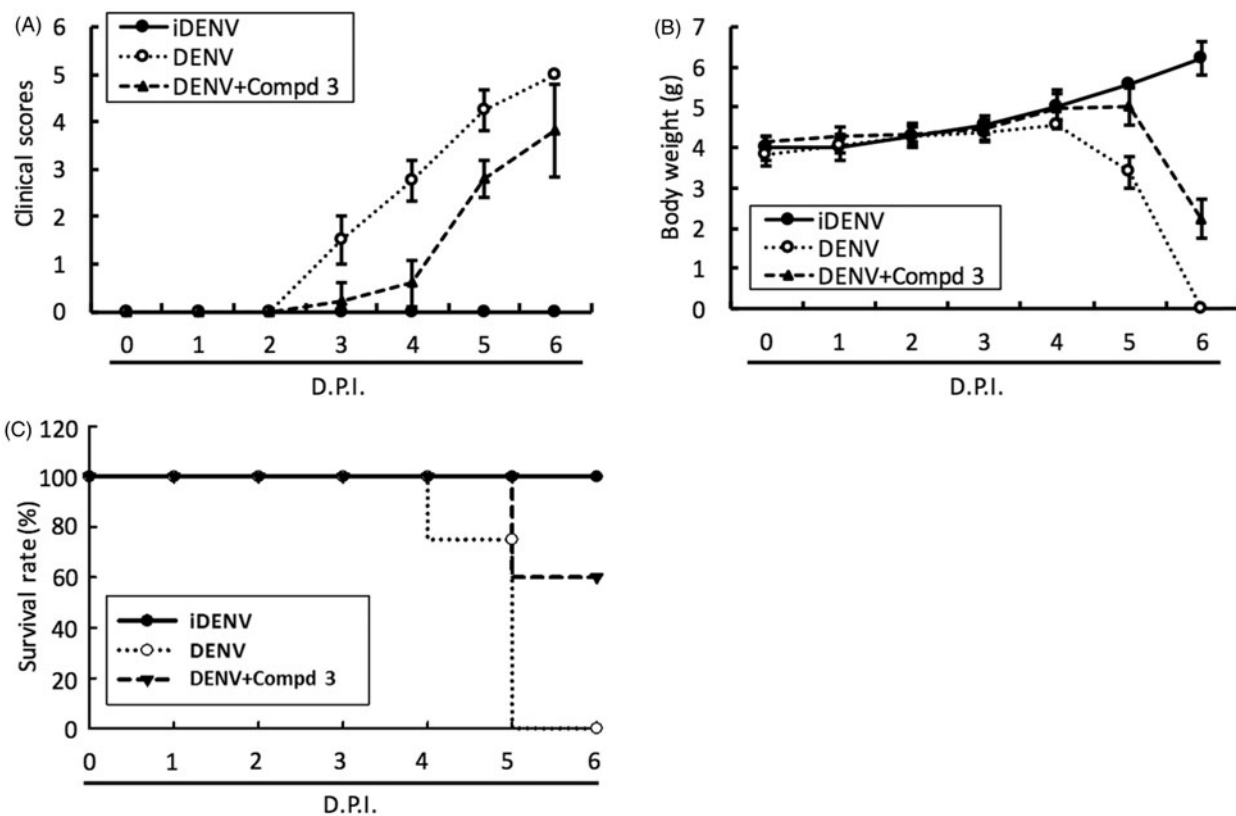 (A)
Clinical scores
6
5
4
3
2
1
0
iDENV
DENV
DENV+Compd 3
0 1 2 3 4 5 6
D.P.I.
(B)
Body weight (g)
7
6
5
4
3
2
1
0
iDENV
DENV
DENV+Compd 3
0 1 2 3 4 5 6
D.P.I.
(C)
Survival rate (%)
120
100
80
60
40
20
0
iDENV
DENV
DENV+Compd 3
0 1 2 3 4 5 6
D.P.I.